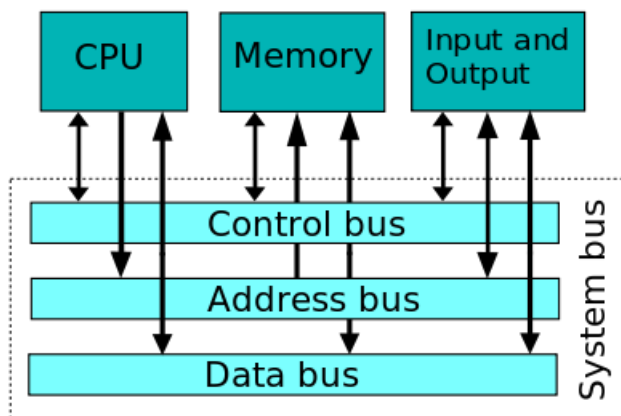 CPU
Memory
Input and
Output
Control bus
Address bus
Data bus
System bus